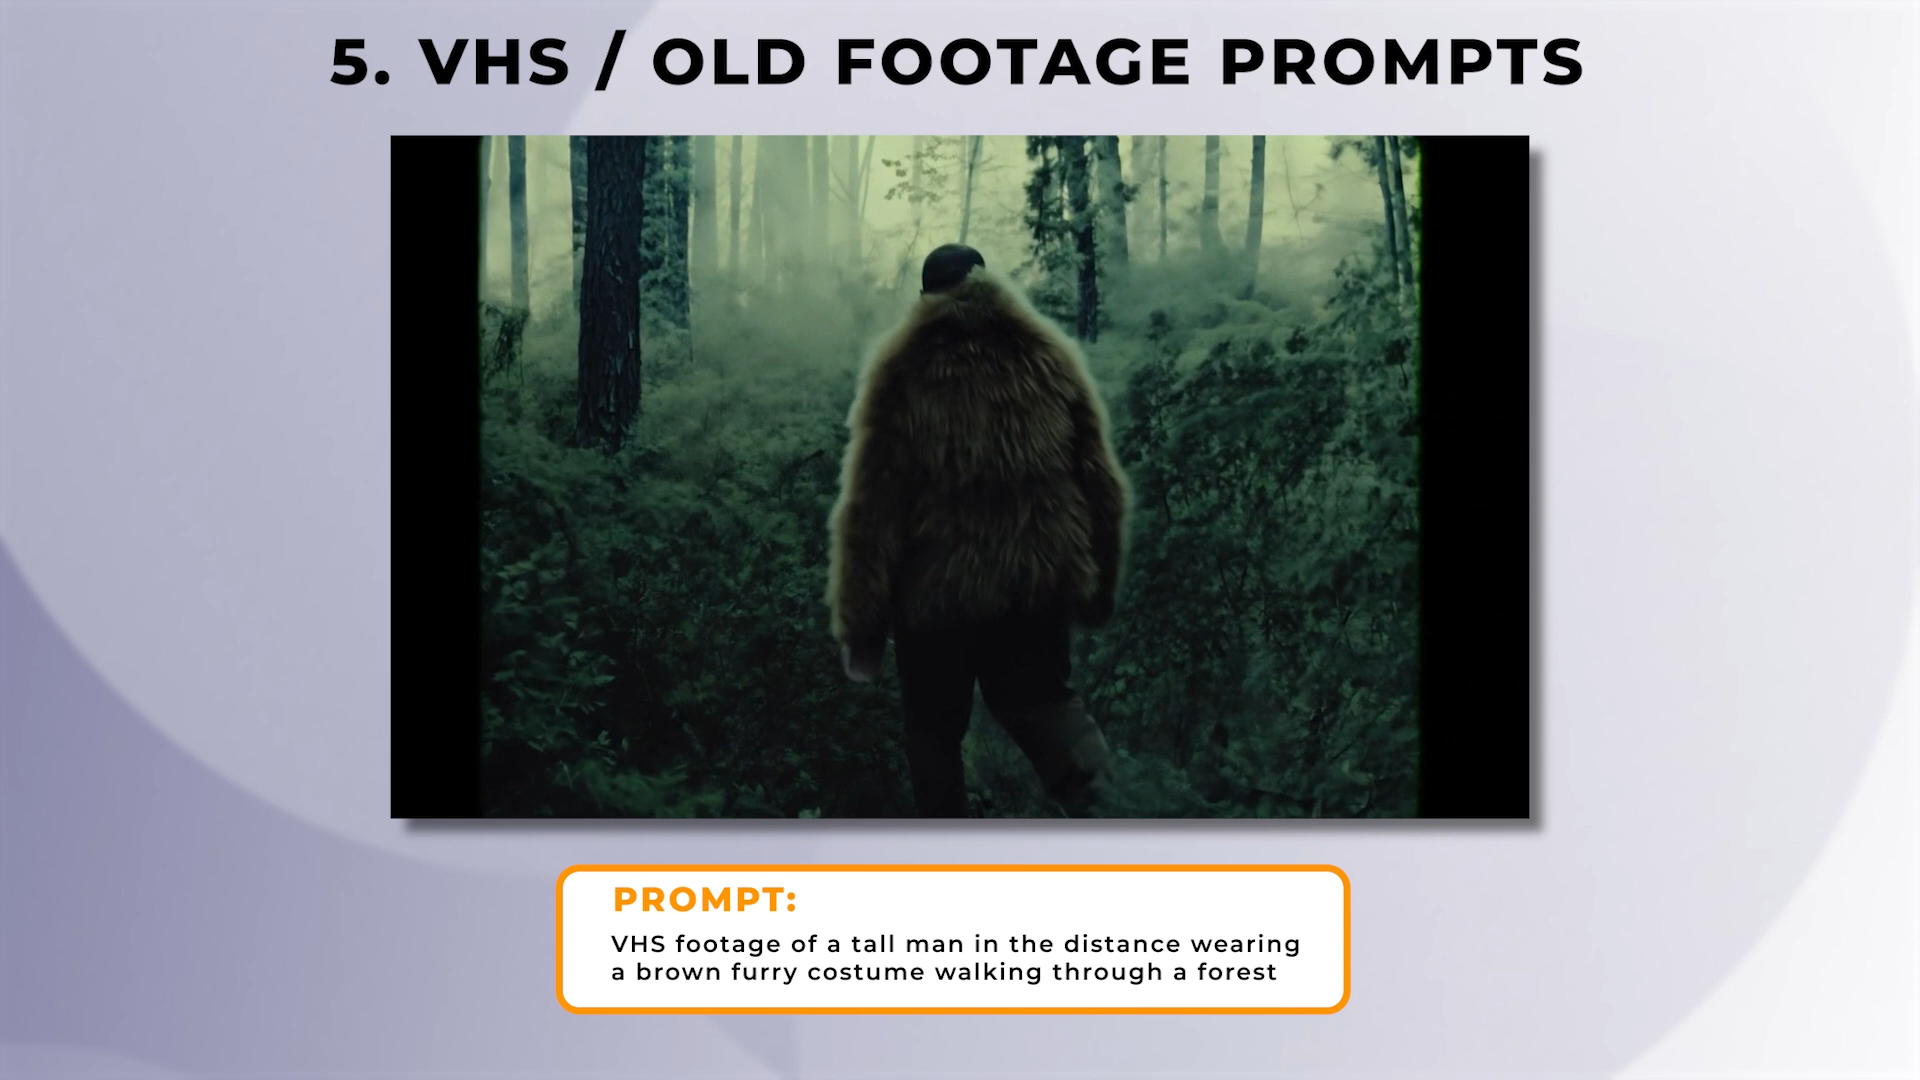 5. VHS / OLD FOOTAGE PROMPTS
PROMPT:
VHS footage of a tall man in the distance wearing
a brown furry costume walking through a forest